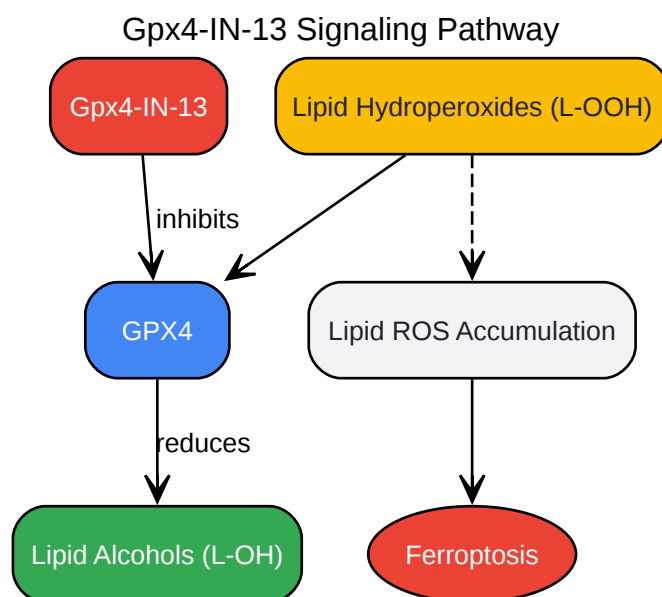 Gpx4-IN-13 Signaling Pathway
Gpx4-IN-13
Lipid Hydroperoxides (L-OOH)
inhibits
GPX4
Lipid ROS Accumulation
reduces
Lipid Alcohols (L-OH)
Ferroptosis